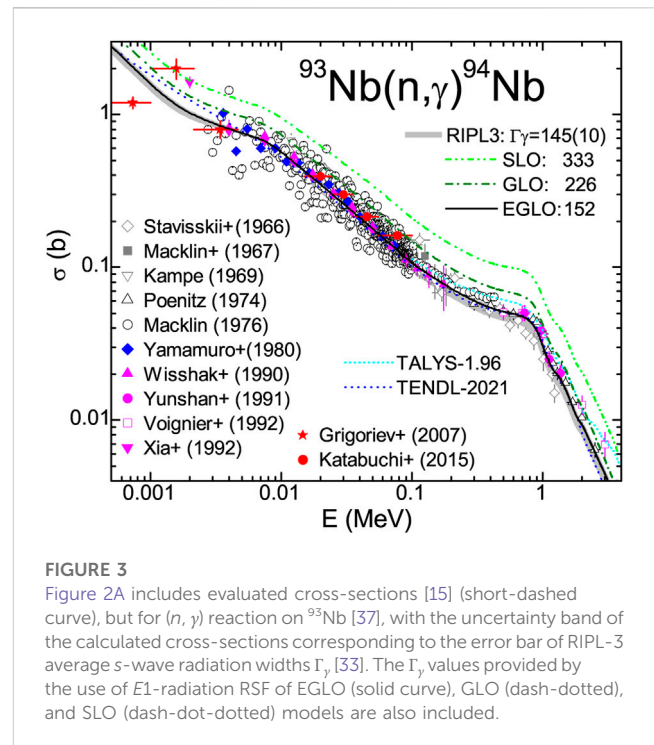 ⁹³Nb(n,γ)⁹⁴Nb
RIPL3: Γγ=145(10)
SLO: 333
GLO: 226
EGLO: 152
σ (b)
1
0.1
0.01
Stavisskii+ (1966)
Macklin+ (1967)
Kampe (1969)
Poenitz (1974)
Macklin (1976)
Yamamuro+(1980)
Wisshak+ (1990)
Yunshan+ (1991)
Voignier+ (1992)
Xia+ (1992)
TALYS-1.96
TENDL-2021
Grigoriev+ (2007)
Katabuchi+ (2015)
0.001 0.01 0.1 1
E (MeV)
FIGURE 3
Figure 2A includes evaluated cross-sections [15] (short-dashed
curve), but for (n, γ) reaction on ⁹³Nb [37], with the uncertainty band of
the calculated cross-sections corresponding to the error bar of RIPL-3
average s-wave radiation widths Γγ [33]. The Γγ values provided by
the use of E1-radiation RSF of EGLO (solid curve), GLO (dash-dotted),
and SLO (dash-dot-dotted) models are also included.